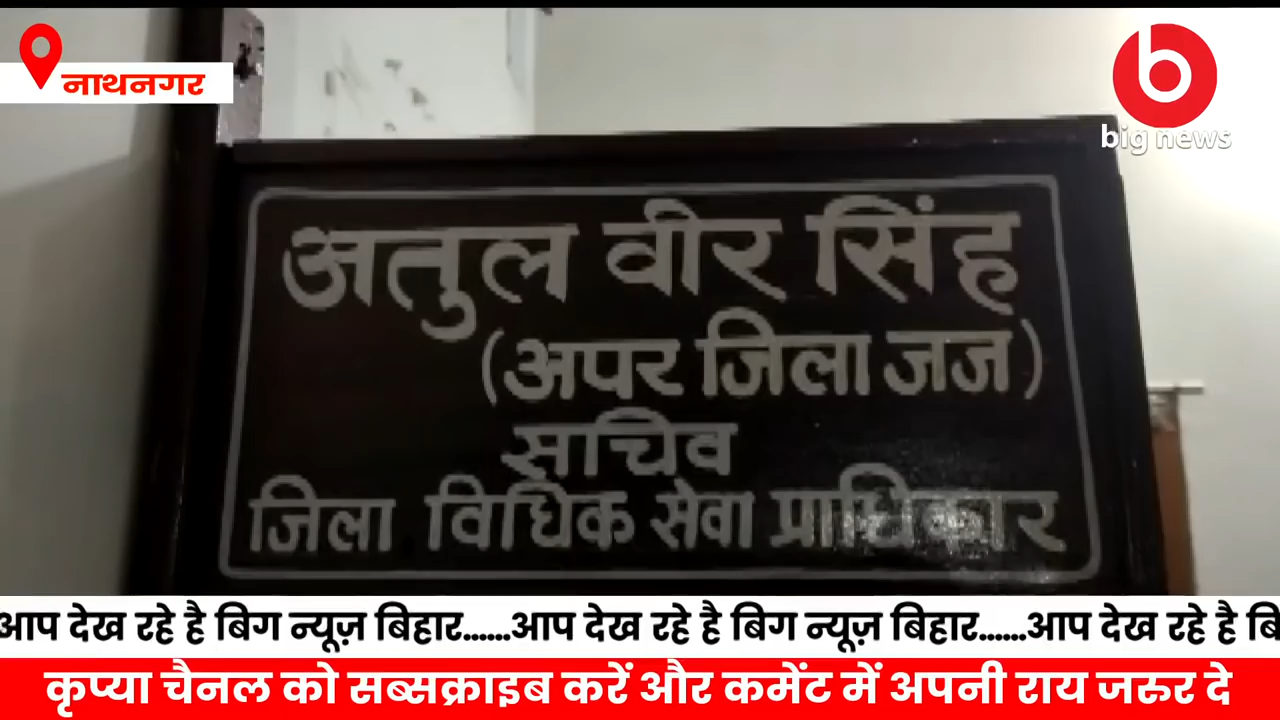 नाथनगर
big news
अतुल वीर सिंह
(अपर जिला जज)
सचिव
जिला विधिक सेवा प्राधिकार
आप देख रहे है बिग न्यूज़ बिहार......आप देख रहे है बिग न्यूज़ बिहार......आप देख रहे है बि
कृप्या चैनल को सब्सक्राइब करें और कमेंट में अपनी राय जरुर दे